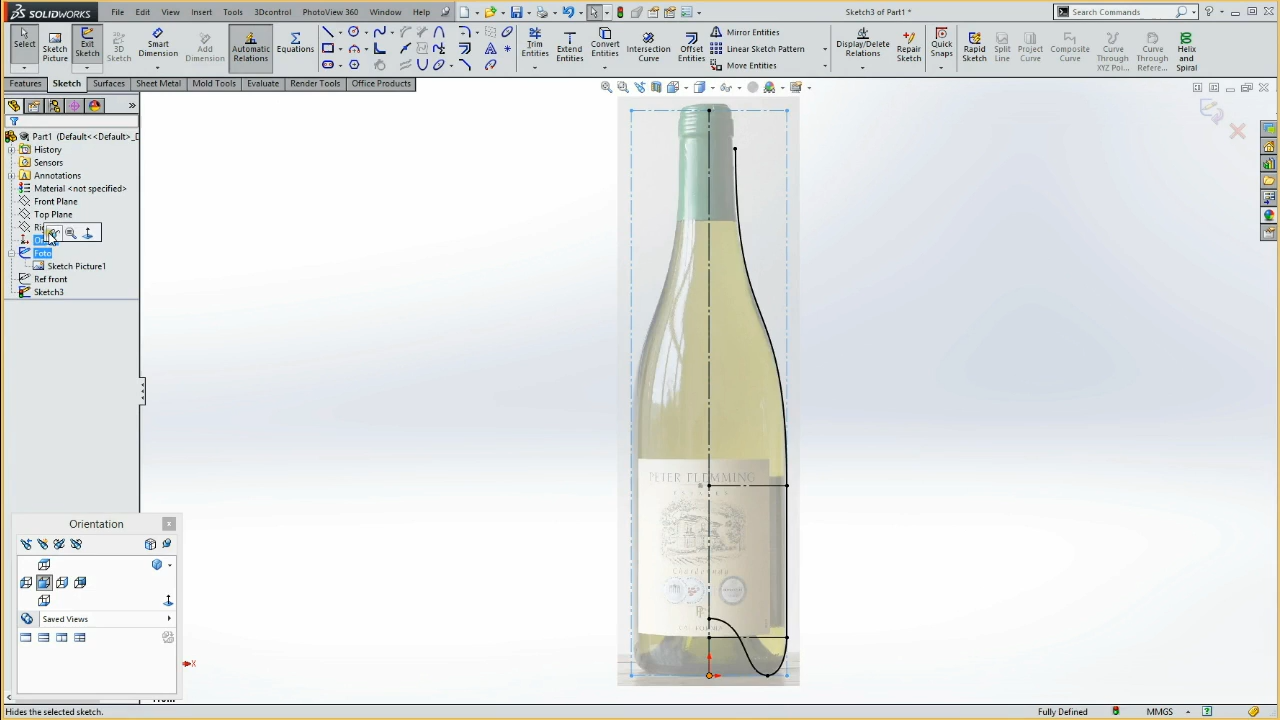 SOLIDWORKS File Edit View Insert Tools 3Dcontrol PhotoView 360 Window Help Sketch3 of Part1 * Search Commands
Select Sketch Picture Exit Sketch 3D Sketch Smart Dimension Add Dimension Automatic Relations Equations Trim Entities Extend Entities Convert Entities Intersection Curve Offset Entities Mirror Entities Linear Sketch Pattern Move Entities Display/Delete Relations Repair Sketch Quick Snaps Rapid Sketch Split Line Project Curve Composite Curve Curve Through XYZ Poi... Curve Through Refere... Helix and Spiral
Features Sketch Sheet Metal Mold Tools Evaluate Render Tools Office Products
Part1 (Default<<Default>_D
History
Sensors
Annotations
Material <not specified>
Front Plane
Top Plane
Foto
Sketch Picture1
Ref front
Sketch3
PETER FLEMMING
Chardonnay
Orientation
Saved Views
X
Hides the selected sketch. Fully Defined MMGS